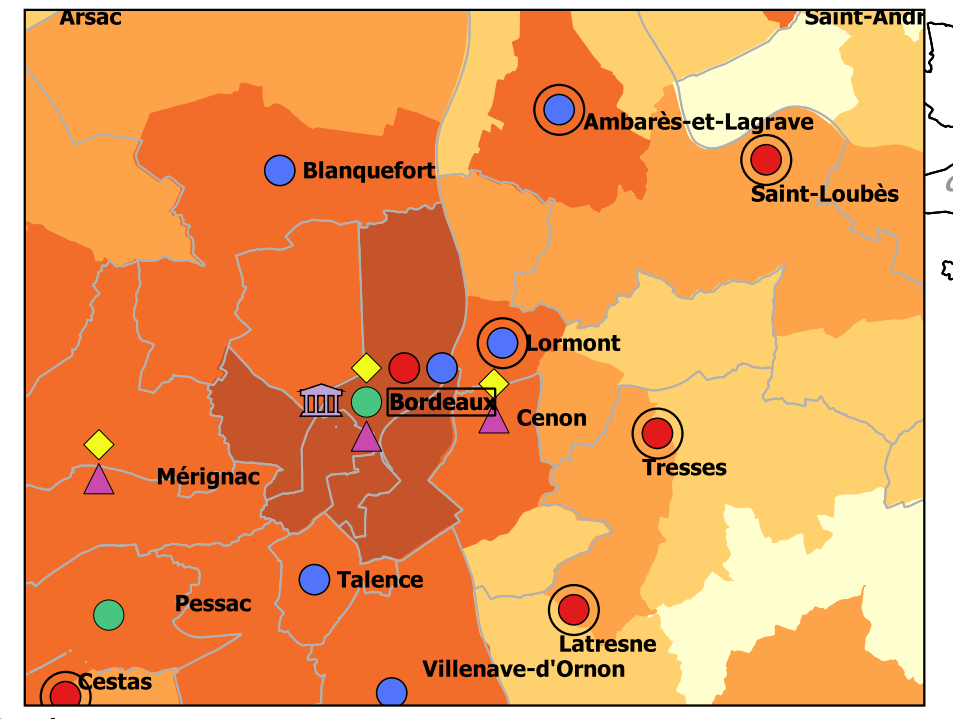 Arsac
Saint-Andr
Ambarès-et-Lagrave
Blanquefort
Saint-Loubès
Lormont
Bordeaux
Cenon
Tresses
Mérignac
Talence
Pessac
Latresne
Villenave-d'Ornon
Cestas